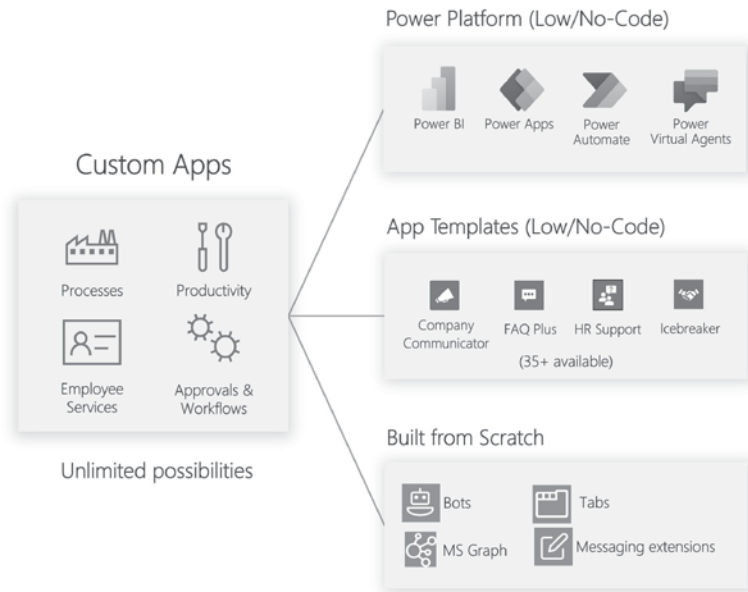 Custom Apps
Processes
Productivity
Employee
Services
Approvals &
Workflows
Unlimited possibilities
Power Platform (Low/No-Code)
Power BI
Power Apps
Power
Automate
Power
Virtual Agents
App Templates (Low/No-Code)
Company
Communicator
FAQ Plus
HR Support
Icebreaker
(35+ available)
Built from Scratch
Bots
Tabs
MS Graph
Messaging extensions